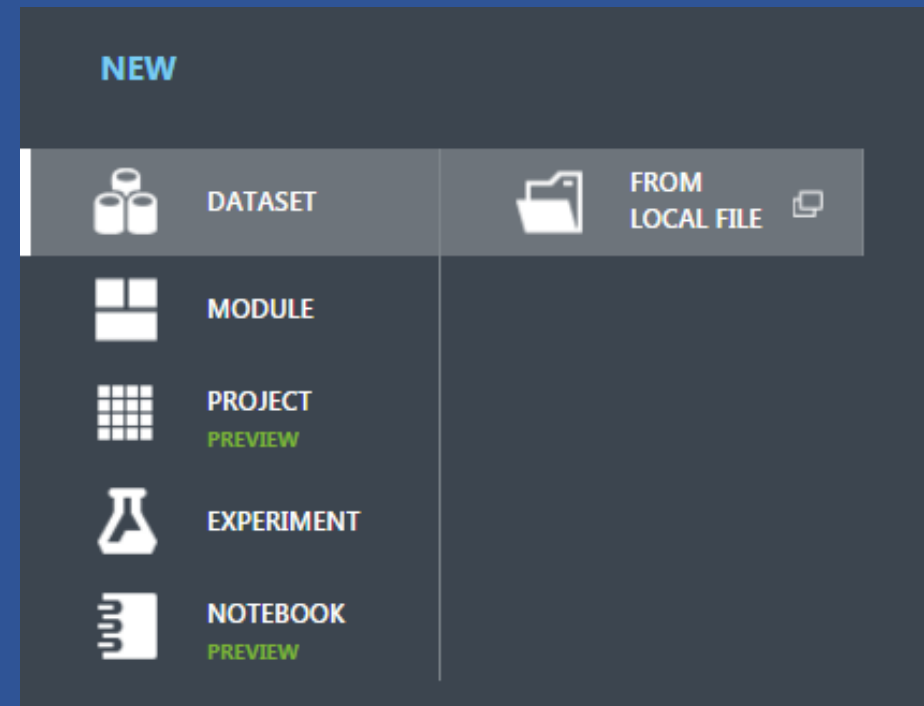 NEW
DATASET
FROM
LOCAL FILE
MODULE
PROJECT
PREVIEW
EXPERIMENT
NOTEBOOK
PREVIEW